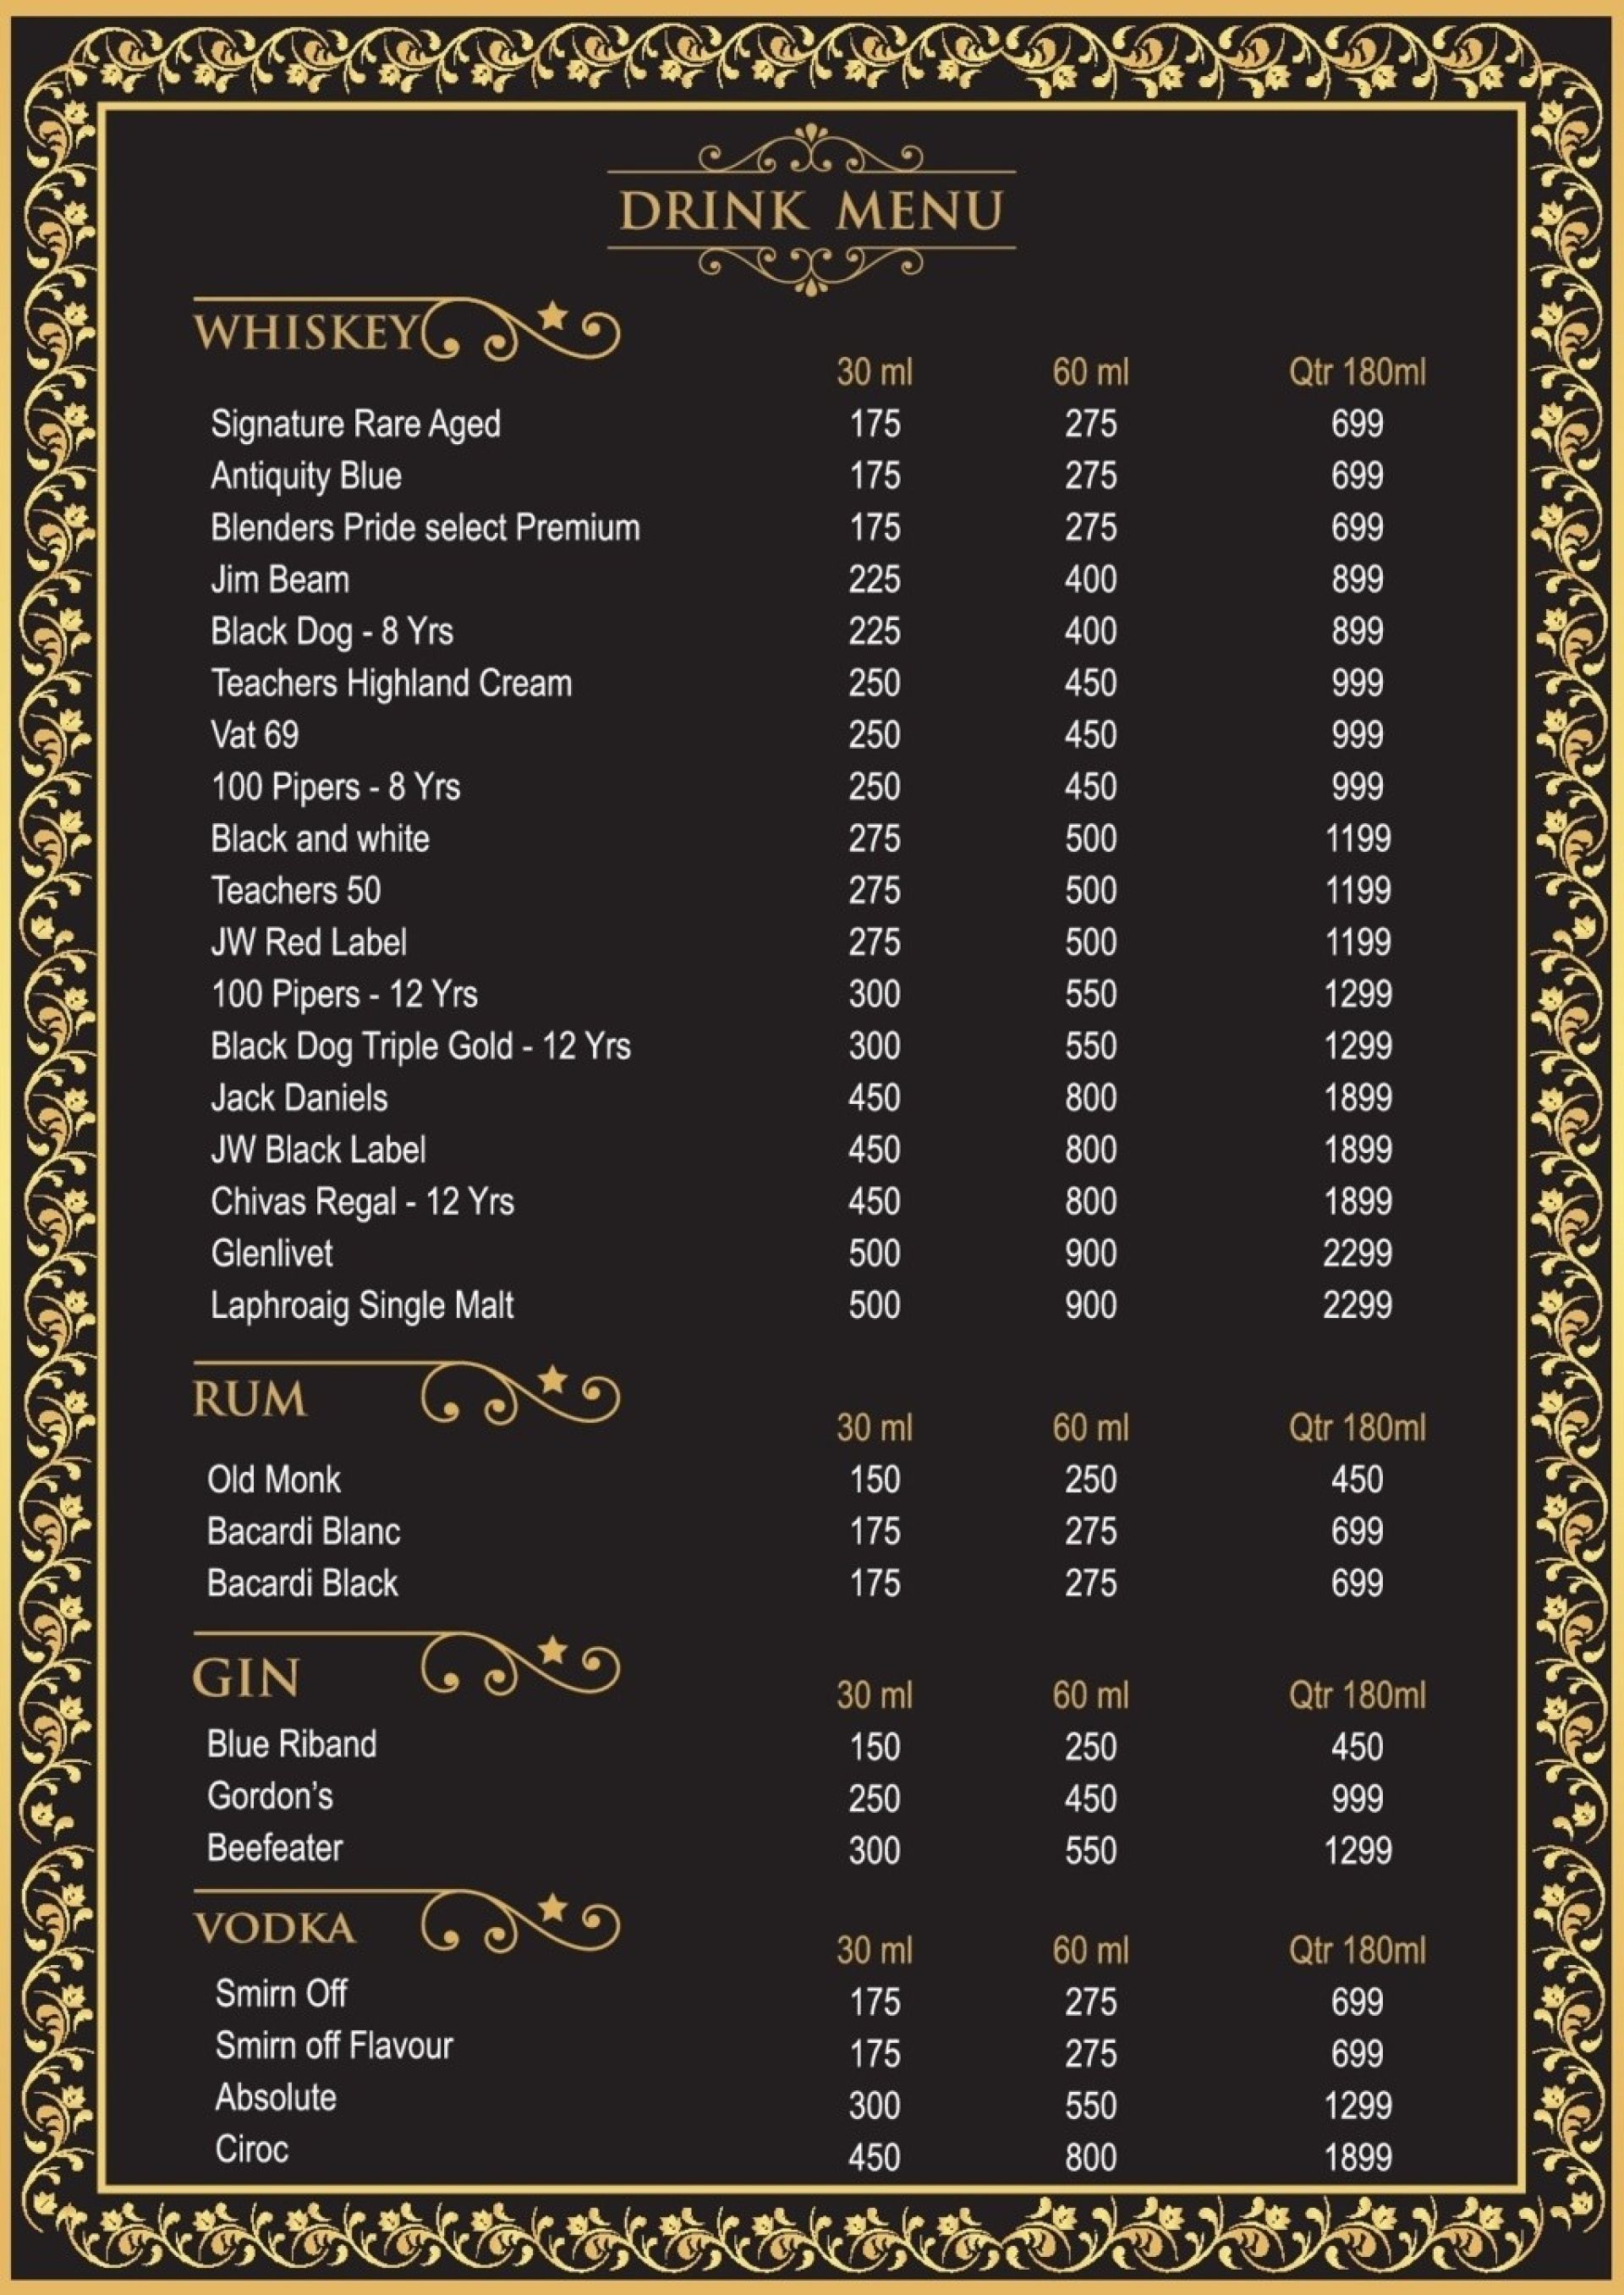 DRINK MENU
WHISKEY
30 ml 60 ml Qtr 180ml
Signature Rare Aged 175 275 699
Antiquity Blue 175 275 699
Blenders Pride select Premium 175 275 699
Jim Beam 225 400 899
Black Dog - 8 Yrs 225 400 899
Teachers Highland Cream 250 450 999
Vat 69 250 450 999
100 Pipers - 8 Yrs 250 450 999
Black and white 275 500 1199
Teachers 50 275 500 1199
JW Red Label 275 500 1199
100 Pipers - 12 Yrs 300 550 1299
Black Dog Triple Gold - 12 Yrs 300 550 1299
Jack Daniels 450 800 1899
JW Black Label 450 800 1899
Chivas Regal - 12 Yrs 450 800 1899
Glenlivet 500 900 2299
Laphroaig Single Malt 500 900 2299
RUM
30 ml 60 ml Qtr 180ml
Old Monk 150 250 450
Bacardi Blanc 175 275 699
Bacardi Black 175 275 699
GIN
30 ml 60 ml Qtr 180ml
Blue Riband 150 250 450
Gordon's 250 450 999
Beefeater 300 550 1299
VODKA
30 ml 60 ml Qtr 180ml
Smirn Off 175 275 699
Smirn off Flavour 175 275 699
Absolute 300 550 1299
Ciroc 450 800 1899